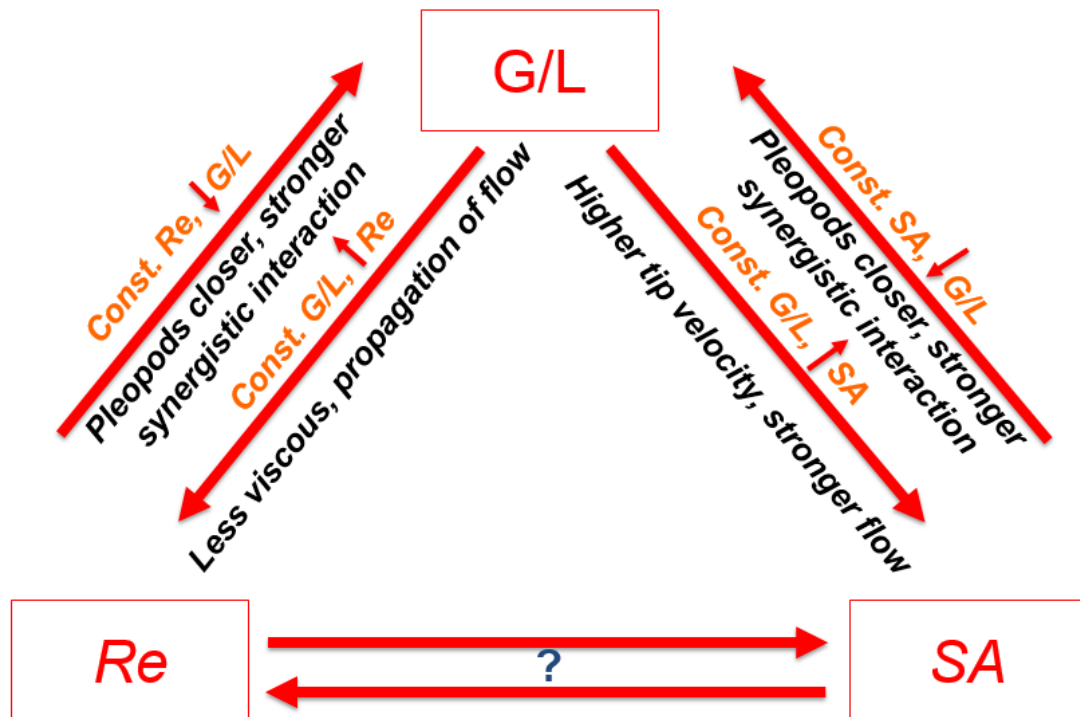 G/L
Const. Re, ↓ G/L
Pleopods closer, stronger
synergistic interaction
Const. G/L, ↑ Re
Less viscous, propagation of flow
Const. SA, ↓ G/L
Pleopods closer, stronger
synergistic interaction
Const. G/L, ↑ SA
Higher tip velocity, stronger flow
Re
?
SA